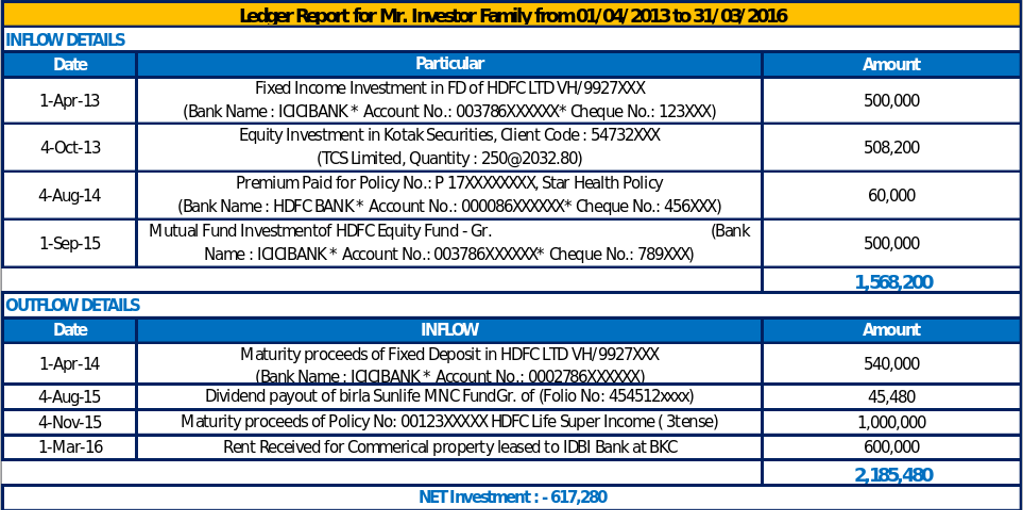 Ledger Report for Mr. Investor Family from 01/04/2013 to 31/03/2016
INFLOW DETAILS
Date Particular Amount
1-Apr-13 Fixed Income Investment in FD of HDFC LTD VH/9927XXX 500,000
(Bank Name : ICICIBANK * Account No.: 003786XXXXXX* Cheque No.: 123XXX)
4-Oct-13 Equity Investment in Kotak Securities, Client Code : 54732XXX 508,200
(TCS Limited, Quantity : 250@2032.80)
4-Aug-14 Premium Paid for Policy No.: P 17XXXXXXXX, Star Health Policy 60,000
(Bank Name : HDFC BANK * Account No.: 000086XXXXXX* Cheque No.: 456XXX)
1-Sep-15 Mutual Fund Investmentof HDFC Equity Fund - Gr. (Bank 500,000
Name : ICICIBANK * Account No.: 003786XXXXXX* Cheque No.: 789XXX)
1,568,200
OUTFLOW DETAILS
Date INFLOW Amount
1-Apr-14 Maturity proceeds of Fixed Deposit in HDFC LTD VH/9927XXX 540,000
(Bank Name : ICICIBANK * Account No.: 0002786XXXXXX)
4-Aug-15 Dividend payout of birla Sunlife MNC FundGr. of (Folio No: 454512xxxx) 45,480
4-Nov-15 Maturity proceeds of Policy No: 00123XXXXX HDFC Life Super Income ( 3tense) 1,000,000
1-Mar-16 Rent Received for Commerical property leased to IDBI Bank at BKC 600,000
2,185,480
NET Investment : - 617,280